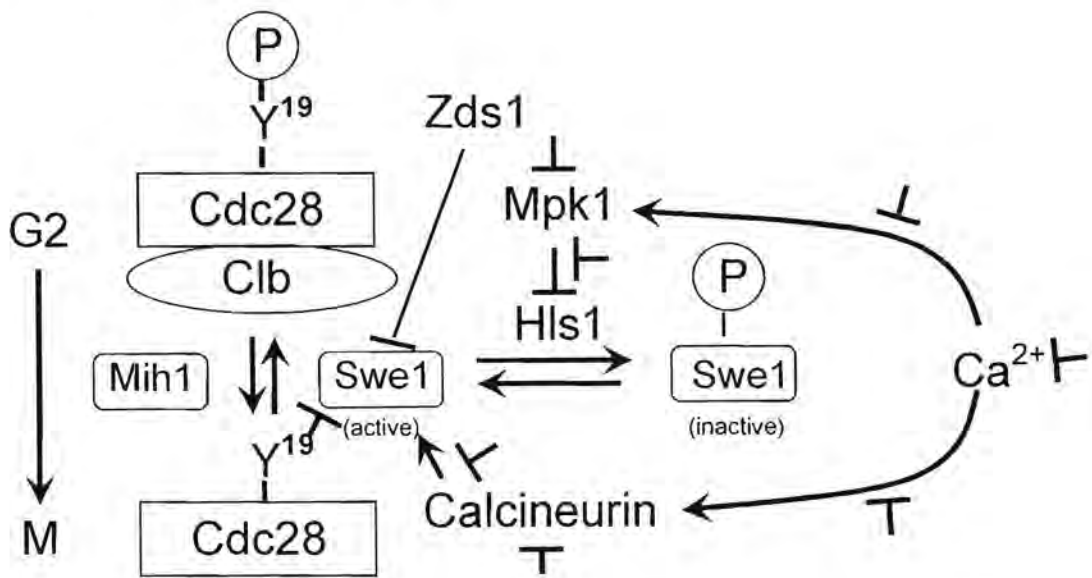 P
Y19
Zds1
Cdc28
Mpk1
G2
Clb
P
Hls1
Mih1
Swe1
Swe1
Ca2+
(active)
(inactive)
Y19
Calcineurin
M
Cdc28